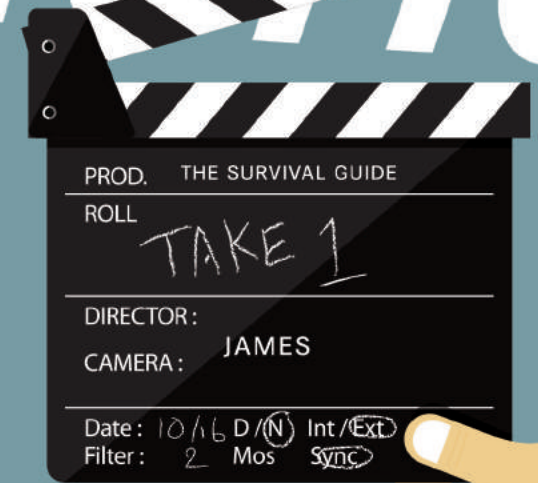 PROD. THE SURVIVAL GUIDE
ROLL
TAKE 1
DIRECTOR:
JAMES
CAMERA:
Date: 10/16 D/N Int/Ext
Filter: 2 Mos Sync